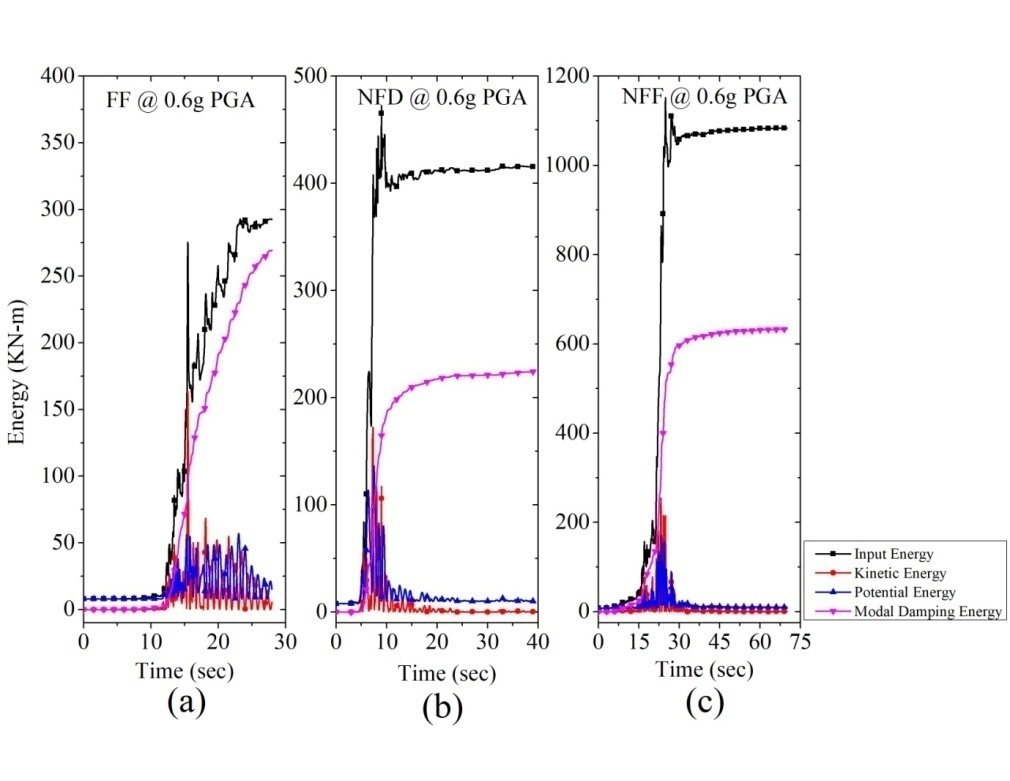 FF @ 0.6g PGA
NFD @ 0.6g PGA
NFF @ 0.6g PGA
400
350
300
250
200
150
100
50
0
500
400
300
200
100
0
1200
1000
800
600
400
200
0
Energy (KN-m)
0 10 20 30
0 10 20 30 40
0 15 30 45 60 75
Time (sec)
Time (sec)
Time (sec)
(a)
(b)
(c)
Input Energy
Kinetic Energy
Potential Energy
Modal Damping Energy